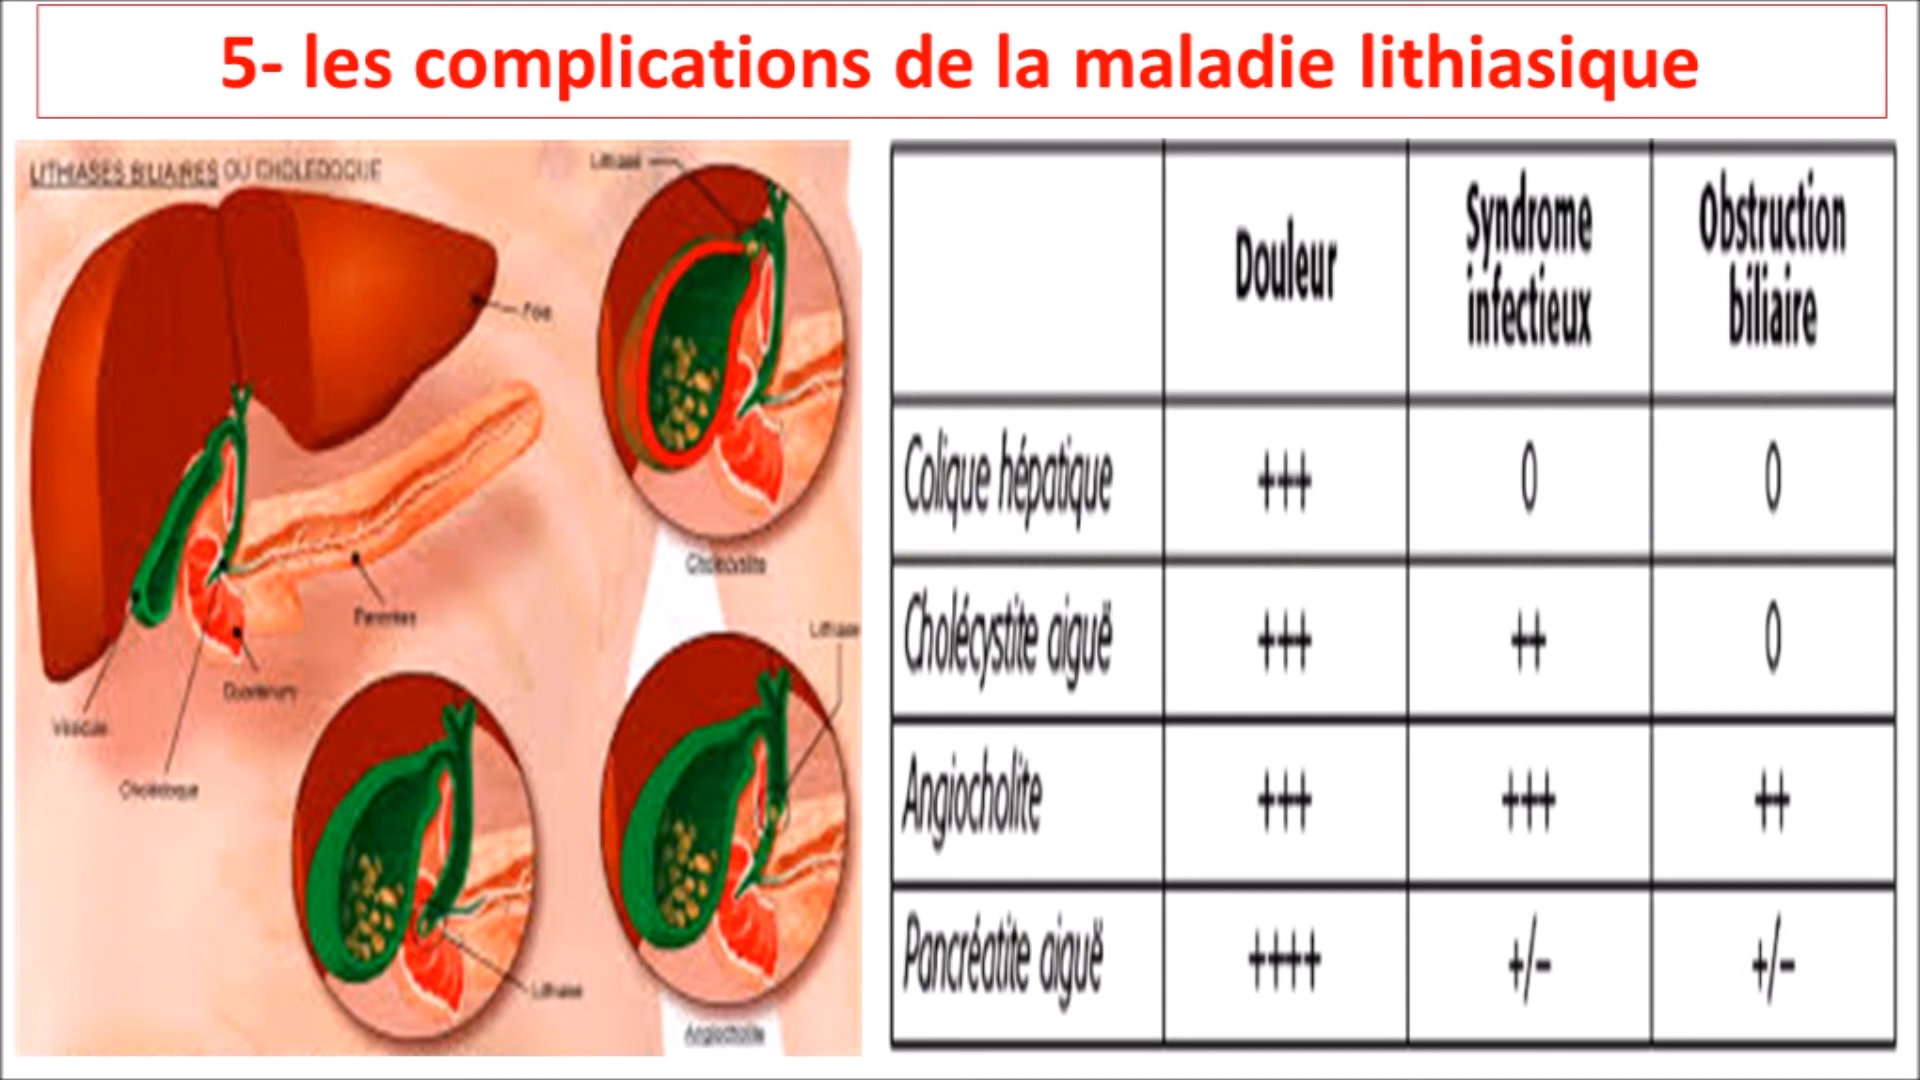 5- les complications de la maladie lithiasique
LITHIASES BILIAIRES OU CHOLEDOQUE
Lithiase
Foie
Cholécystite
Pancréas
Lithiase
Duodenum
Vésicule
Cholédoque
Lithiase
Angiocholite
Douleur
Syndrome
infectieux
Obstruction
biliaire
Colique hépatique +++ 0 0
Cholécystite aiguë +++ ++ 0
Angiocholite +++ +++ ++
Pancréatite aiguë ++++ +/- +/-